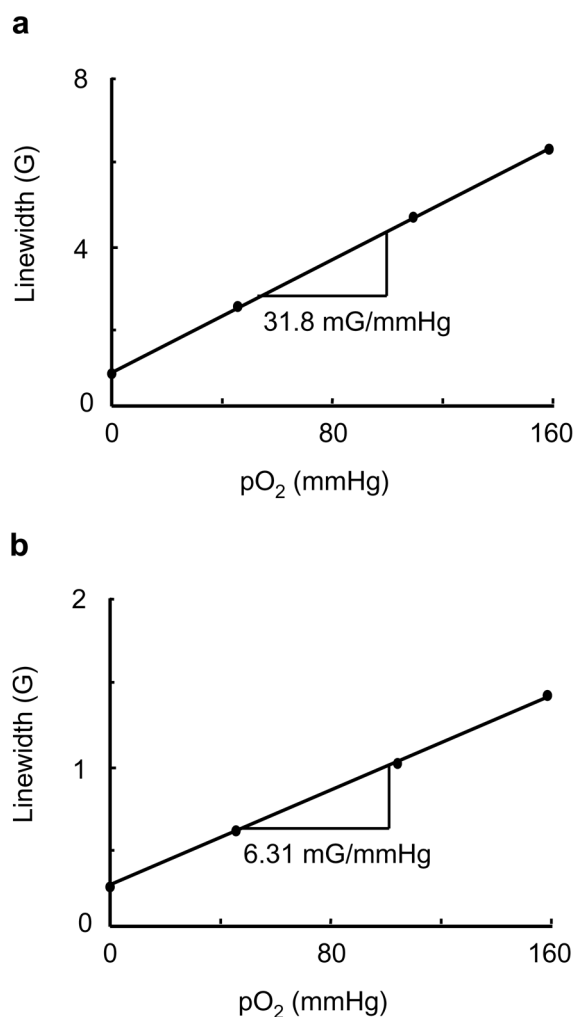 a
8
4
0
Linewidth (G)
31.8 mG/mmHg
0 80 160
pO₂ (mmHg)
b
2
1
0
Linewidth (G)
6.31 mG/mmHg
0 80 160
pO₂ (mmHg)